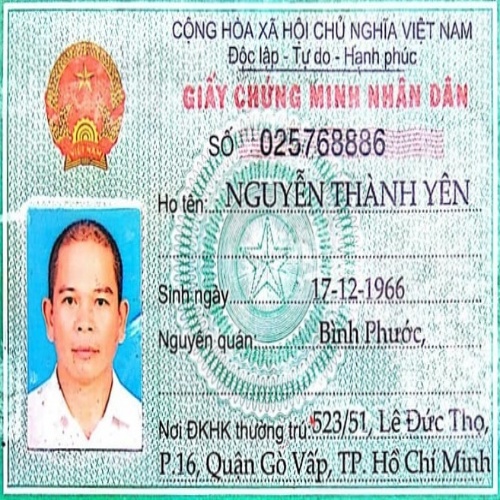 CỘNG HÒA XÃ HỘI CHỦ NGHĨA VIỆT NAM
Độc lập - Tự do - Hạnh phúc
GIẤY CHỨNG MINH NHÂN DÂN
SỐ 025768886
Họ tên: NGUYỄN THÀNH YÊN
Sinh ngày 17-12-1966
Nguyên quán: Bình Phước,
Nơi ĐKHK thường trú: 523/51, Lê Đức Thọ,
P.16, Quận Gò Vấp, TP. Hồ Chí Minh